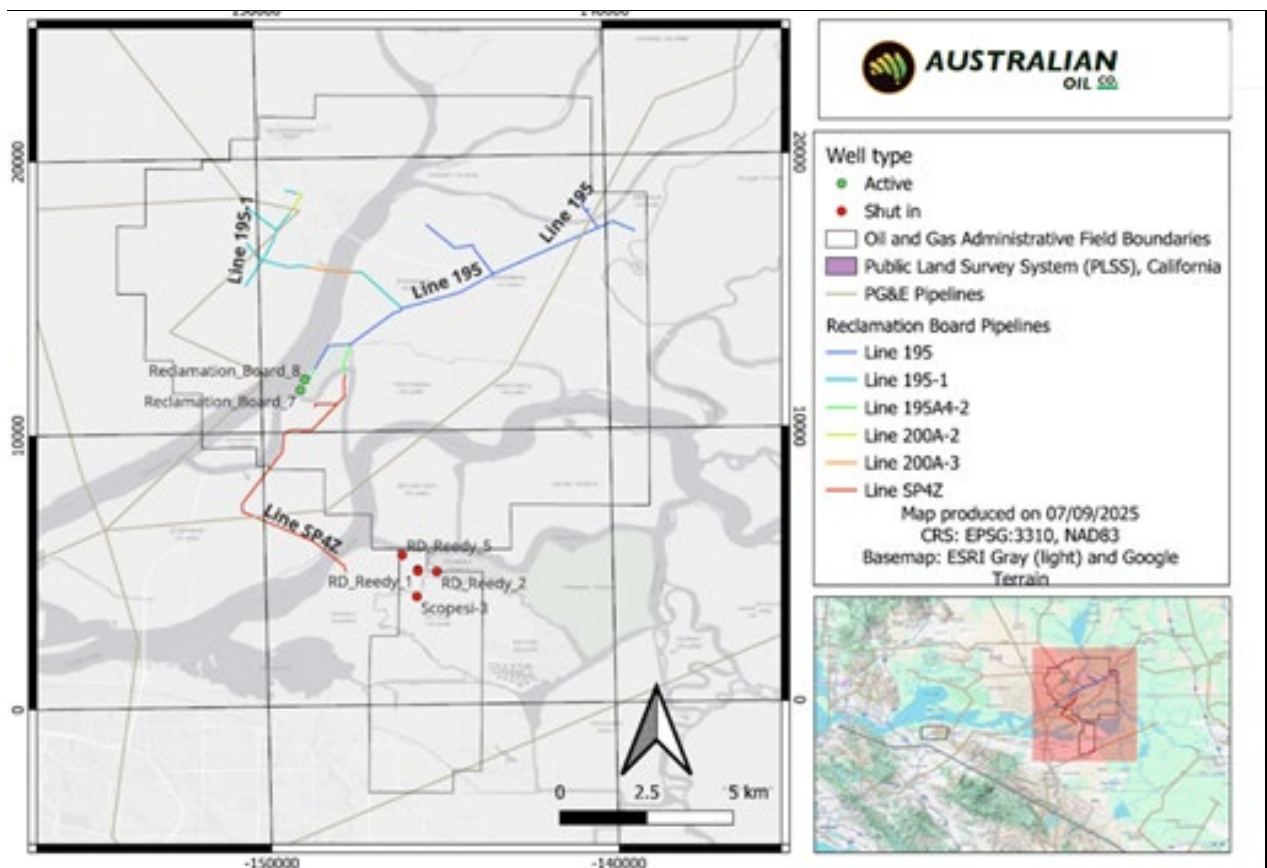 -150000
-140000
20000
20000
Line 195-1
Line 195
Line 195
Reclamation_Board_8
Reclamation_Board_7
10000
10000
Line SP4Z
RD_Reedy_5
RD_Reedy_1
RD_Reedy_2
Scopesi-3
0
0
0 2.5 5 km
-150000
-140000
AUSTRALIAN
OIL CO.
Well type
Active
Shut in
Oil and Gas Administrative Field Boundaries
Public Land Survey System (PLSS), California
PG&E Pipelines
Reclamation Board Pipelines
Line 195
Line 195-1
Line 195A4-2
Line 200A-2
Line 200A-3
Line SP4Z
Map produced on 07/09/2025
CRS: EPSG:3310, NAD83
Basemap: ESRI Gray (light) and Google
Terrain